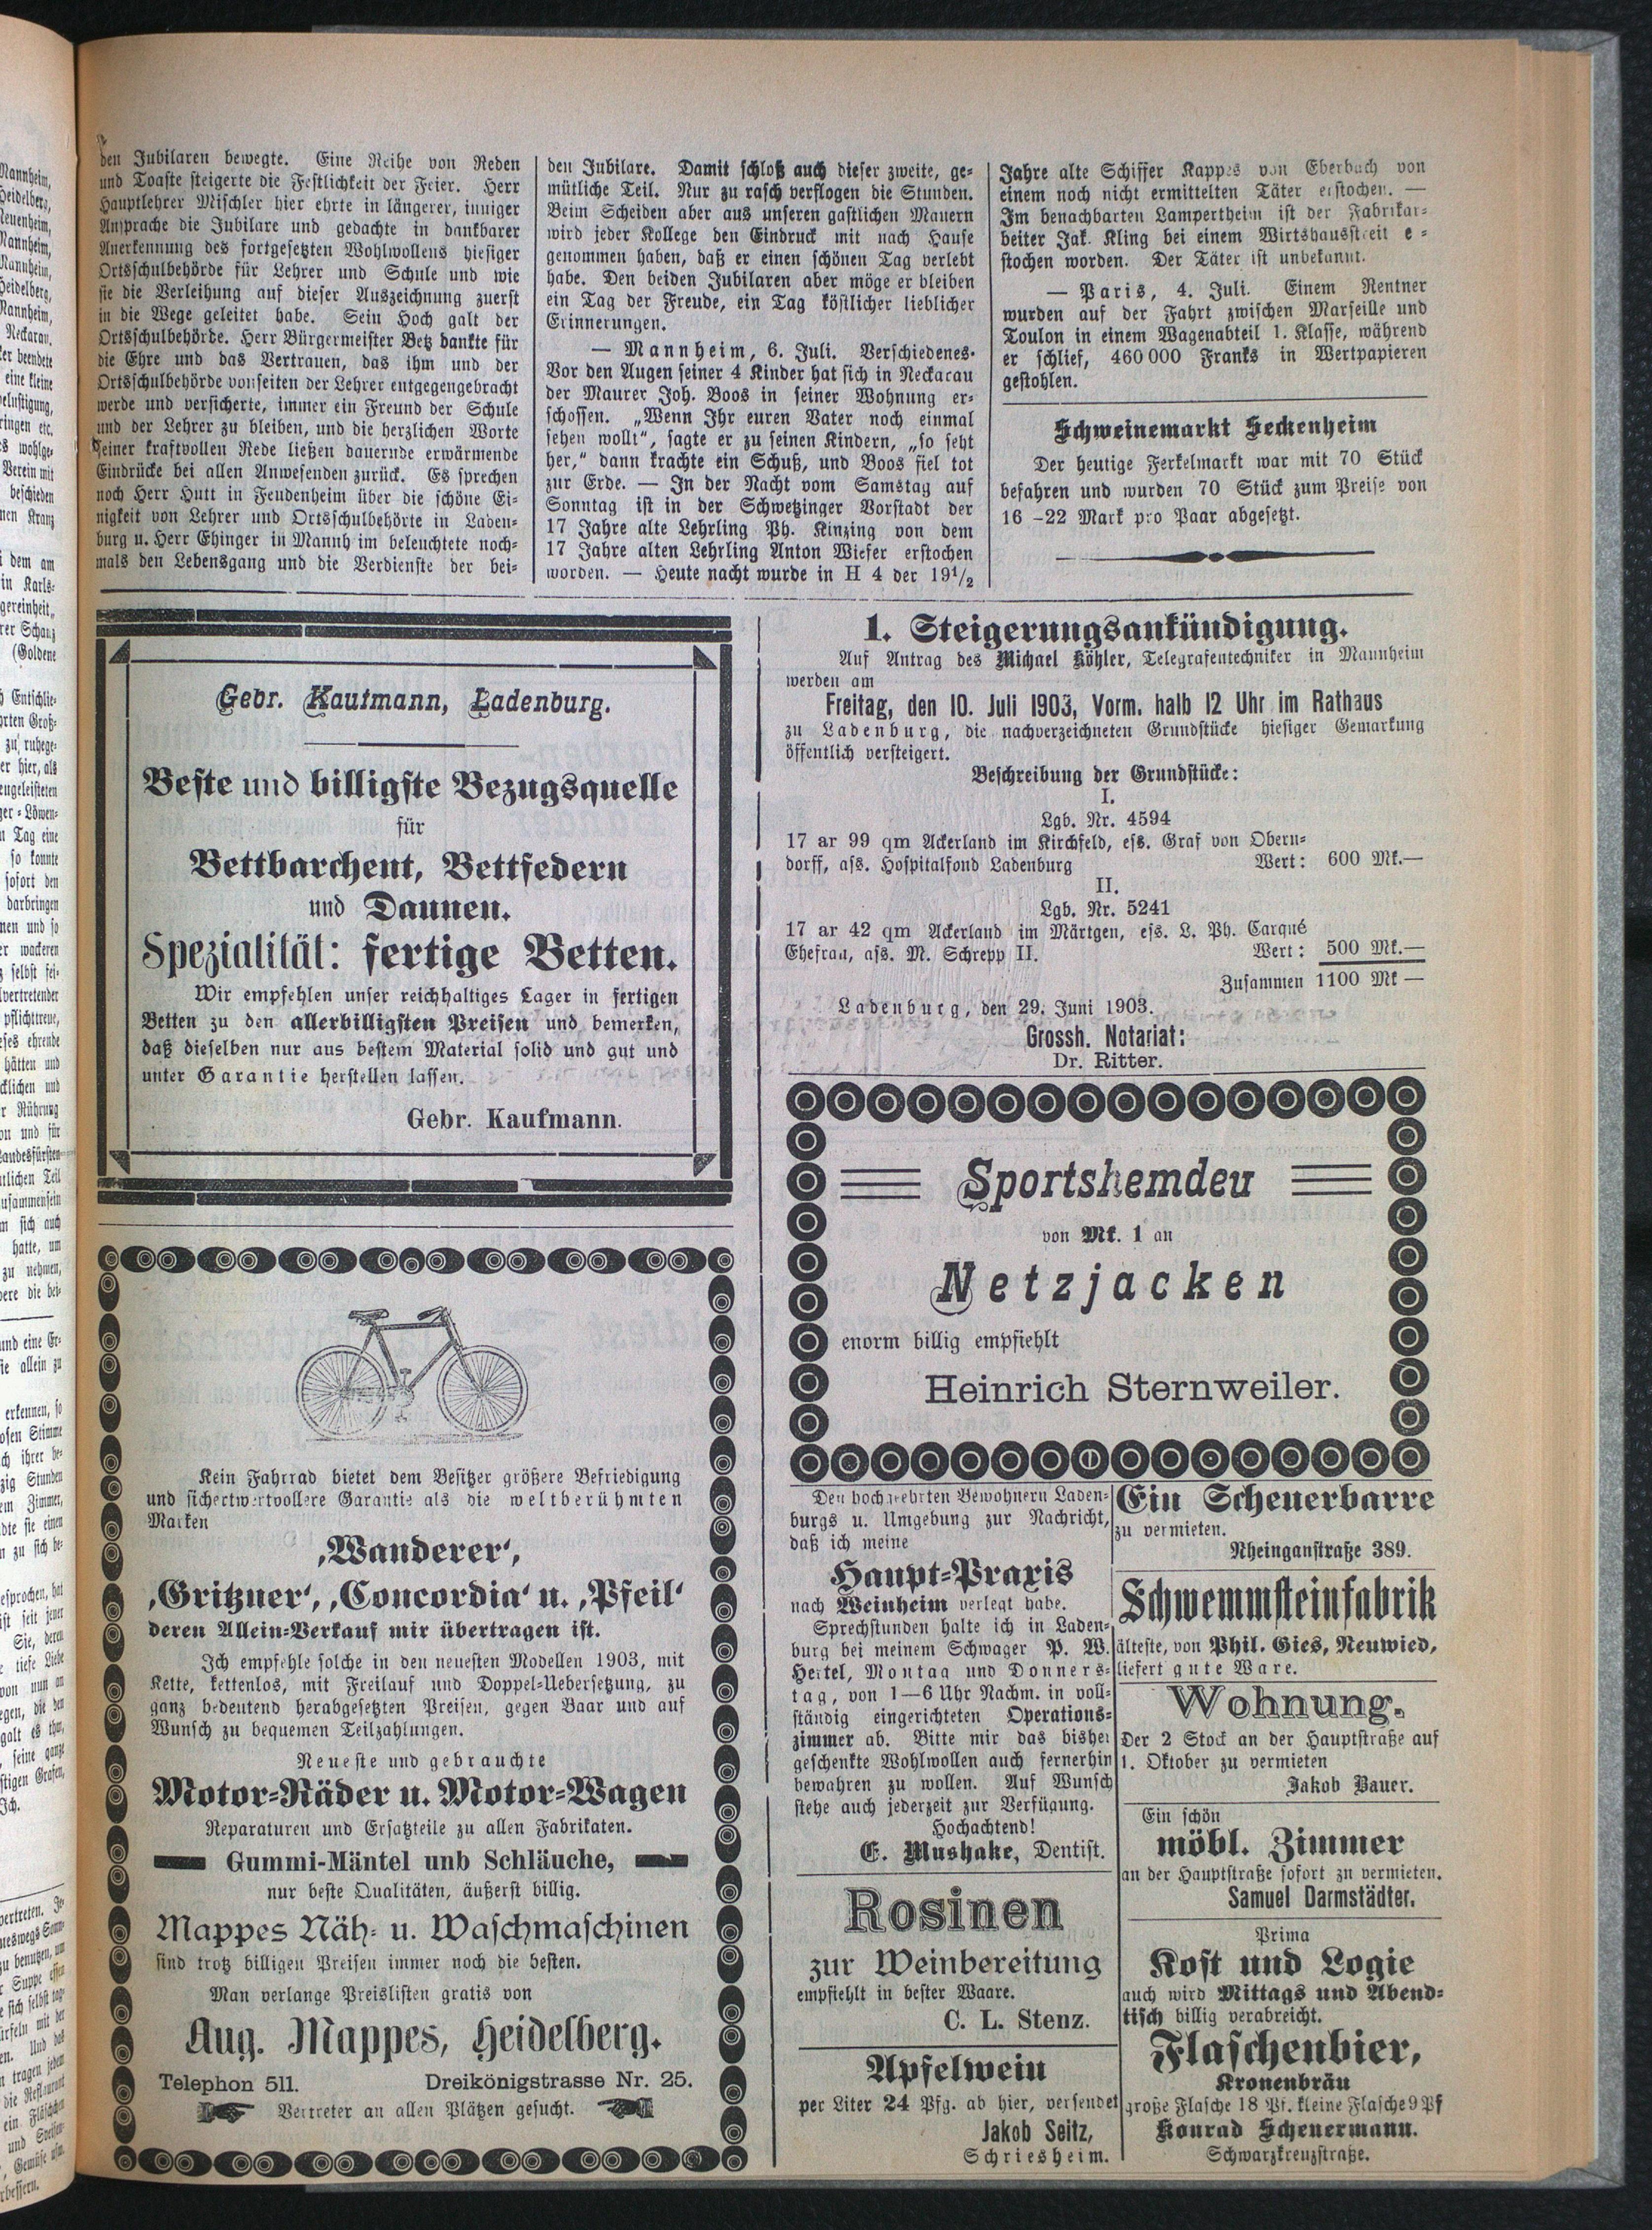 den Jubilaren bewegte. Eine Reihe von Reden
und Toaste steigerte die Festlichkeit der Feier. Herr
Hauptlehrer Mischler hier ehrte in längerer, inniger
Ansprache die Jubilare und gedachte in dankbarer
Anerkennung des fortgesetzten Wohlwollens hiesiger
Ortsschulbehörde für Lehrer und Schule und wie
sie die Verleihung auf dieser Auszeichnung zuerst
in die Wege geleitet habe. Sein Hoch galt der
Ortsschulbehörde. Herr Bürgermeister Betz dankte für
die Ehre und das Vertrauen, das ihm und der
Ortsschulbehörde vonseiten der Lehrer entgegengebracht
werde und versicherte, immer ein Freund der Schule
und der Lehrer zu bleiben, und die herzlichen Worte
seiner kraftvollen Rede ließen dauernde erwärmende
Eindrücke bei allen Anwesenden zurück. Es sprechen
noch Herr Hutt in Feudenheim über die schöne Ei-
nigkeit von Lehrer und Ortsschulbehörte in Laden-
burg u. Herr Ehinger in Mannh im beleuchtete noch-
mals den Lebensgang und die Verdienste der bei-
den Jubilare. Damit schloß auch dieser zweite, ge-
mütliche Teil. Nur zu rasch verflogen die Stunden.
Beim Scheiden aber aus unseren gastlichen Mauern
wird jeder Kollege den Eindruck mit nach Hause
genommen haben, daß er einen schönen Tag verlebt
habe. Den beiden Jubilaren aber möge er bleiben
ein Tag der Freude, ein Tag köstlicher lieblicher
Erinnerungen.
— Mannheim, 6. Juli. Verschiedenes.
Vor den Augen seiner 4 Kinder hat sich in Neckarau
der Maurer Joh. Boos in seiner Wohnung er-
schossen. „Wenn Ihr euren Vater noch einmal
sehen wollt“, sagte er zu seinen Kindern, „so seht
her,“ dann krachte ein Schuß, und Boos fiel tot
zur Erde. — In der Nacht vom Samstag auf
Sonntag ist in der Schwetzinger Vorstadt der
17 Jahre alte Lehrling Ph. Kinzing von dem
17 Jahre alten Lehrling Anton Wiefer erstochen
worden. — Heute nacht wurde in H 4 der 19½
Jahre alte Schiffer Kappes von Eberbach von
einem noch nicht ermittelten Täter erstochen. —
Im benachbarten Lampertheim ist der Fabrikar-
beiter Jak. Kling bei einem Wirtshausstreit e-
stochen worden. Der Täter ist unbekannt.
— Paris, 4. Juli. Einem Rentner
wurden auf der Fahrt zwischen Marseille und
Toulon in einem Wagenabteil 1. Klasse, während
er schlief, 460 000 Franks in Wertpapieren
gestohlen.
Schweinemarkt Seckenheim
Der heutige Ferkelmarkt war mit 70 Stück
befahren und wurden 70 Stück zum Preise von
16 -22 Mark pro Paar abgesetzt.
Gebr. Kaufmann, Ladenburg.
Beste und billigste Bezugsquelle
für
Bettbarchent, Bettfedern
und Daunen.
Spezialität: fertige Betten.
Wir empfehlen unser reichhaltiges Lager in fertigen
Betten zu den allerbilligsten Preisen und bemerken,
daß dieselben nur aus bestem Material solid und gut und
unter Garantie herstellen lassen.
Gebr. Kaufmann.
Kein Fahrrad bietet dem Besitzer größere Befriedigung
und sichert wertvollere Garantie als die weltberühmten
Marken
‚Wanderer‘,
‚Gritzner‘, ‚Concordia‘ u. ‚Pfeil‘
deren Allein-Verkauf mir übertragen ist.
Ich empfehle solche in den neuesten Modellen 1903, mit
Kette, kettenlos, mit Freilauf und Doppel-Uebersetzung, zu
ganz bedeutend herabgesetzten Preisen, gegen Baar und auf
Wunsch zu bequemen Teilzahlungen.
Neueste und gebrauchte
Motor-Räder u. Motor-Wagen
Reparaturen und Ersatzteile zu allen Fabrikaten.
Gummi-Mäntel unb Schläuche,
nur beste Qualitäten, äußerst billig.
Mappes Näh- u. Waschmaschinen
sind trotz billigen Preisen immer noch die besten.
Man verlange Preislisten gratis von
Aug. Mappes, Heidelberg.
Telephon 511. Dreikönigstrasse Nr. 25.
Vertreter an allen Plätzen gesucht.
1. Steigerungsankündigung.
Auf Antrag des Michael Köhler, Telegrafentechniker in Mannheim
werden am
Freitag, den 10. Juli 1903, Vorm. halb 12 Uhr im Rathaus
zu Ladenburg, die nachverzeichneten Grundstücke hiesiger Gemarkung
öffentlich versteigert.
Beschreibung der Grundstücke:
I.
Lgb. Nr. 4594
17 ar 99 qm Ackerland im Kirchfeld, ess. Graf von Obern-
dorff, ass. Hospitalfond Ladenburg Wert: 600 Mk.—
II.
Lgb. Nr. 5241
17 ar 42 qm Ackerland im Märtgen, ess. L. Ph. Carqué
Ehefrau, ass. M. Schrepp II. Wert: 500 Mk.—
Zusammen 1100 Mk —
Ladenburg, den 29. Juni 1903.
Grossh. Notariat:
Dr. Ritter.
Sportshemdeu
von Mk. 1 an
Netzjacken
enorm billig empfiehlt
Heinrich Sternweiler.
Den hochgeehrten Bewohnern Laden-
burgs u. Umgebung zur Nachricht,
daß ich meine
Haupt-Praxis
nach Weinheim verlegt habe.
Sprechstunden halte ich in Laden-
burg bei meinem Schwager P. W.
Hertel, Montag und Donners-
tag, von 1—6 Uhr Nachm. in voll-
ständig eingerichteten Operations-
zimmer ab. Bitte mir das bisher
geschenkte Wohlwollen auch fernerhin
bewahren zu wollen. Auf Wunsch
stehe auch jederzeit zur Verfügung.
Hochachtend!
E. Mushake, Dentist.
Rosinen
zur Weinbereitung
empfiehlt in bester Waare.
C. L. Stenz.
Apfelwein
per Liter 24 Pfg. ab hier, versendet
Jakob Seitz,
Schriesheim.
Ein Scheuerbarre
zu vermieten.
Rheingaustraße 389.
Schwemmsteinfabrik
älteste, von Phil. Gies, Neuwied,
liefert gute Ware.
Wohnung.
Der 2 Stock an der Hauptstraße auf
1. Oktober zu vermieten
Jakob Bauer.
Ein schön
möbl. Zimmer
an der Hauptstraße sofort zu vermieten.
Samuel Darmstädter.
Prima
Kost und Logie
auch wird Mittags und Abend-
tisch billig verabreicht.
Flaschenbier,
Kronenbräu
große Flasche 18 Pf. kleine Flasche 9 Pf
Konrad Scheuermann.
Schwarzkreuzstraße.